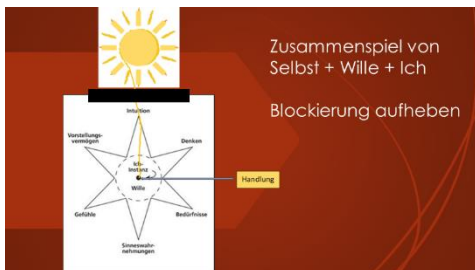 Zusammenspiel von
Selbst + Wille + Ich
Blockierung aufheben
Intuition
Vorstellungs-
vermögen
Denken
Ich-
Instanz
Wille
Handlung
Gefühle
Bedürfnisse
Sinneswahr-
nehmungen